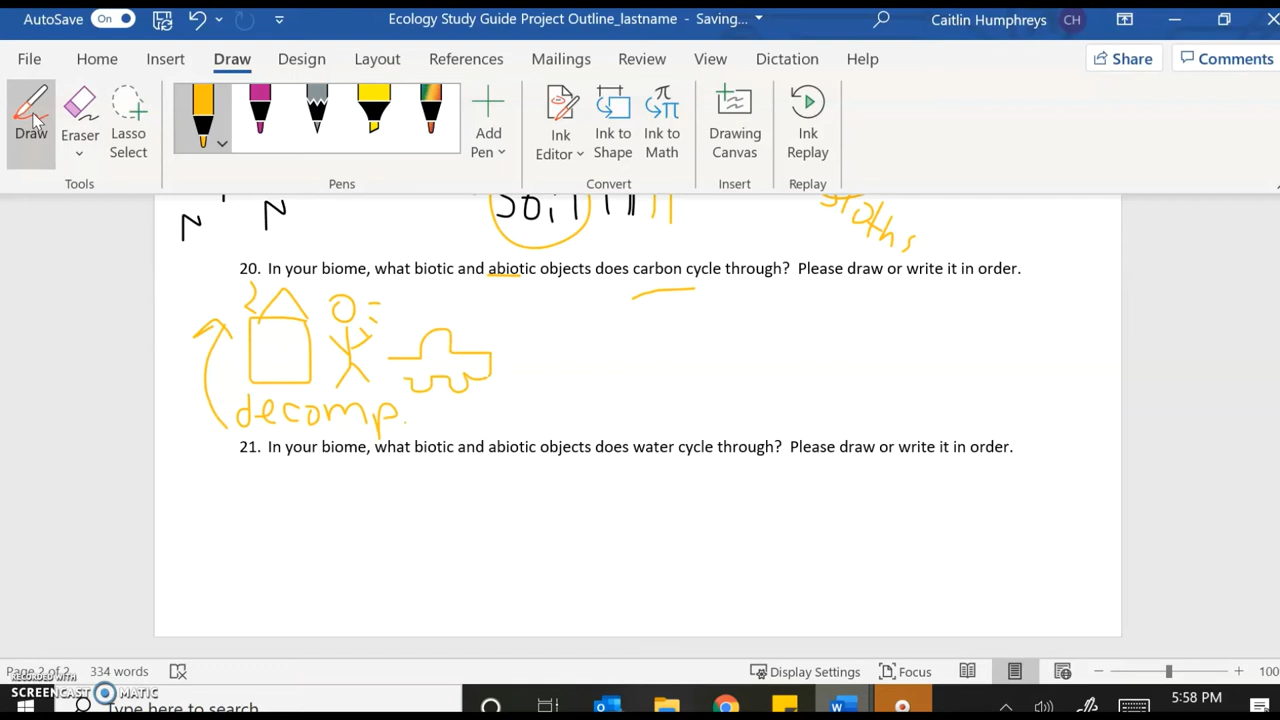 AutoSave On Ecology Study Guide Project Outline_lastname - Saving... Caitlin Humphreys CH
File Home Insert Draw Design Layout References Mailings Review View Dictation Help Share Comments
Draw Eraser Lasso Select Add Pen Ink Editor Ink to Shape Ink to Math Drawing Canvas Ink Replay
Tools Pens Convert Insert Replay
N N soil sloths
20. In your biome, what biotic and abiotic objects does carbon cycle through? Please draw or write it in order.
decomp.
21. In your biome, what biotic and abiotic objects does water cycle through? Please draw or write it in order.
Page 2 of 2 334 words Display Settings Focus 100
RECORDED WITH
SCREENCAST MATIC
Type here to search 5:58 PM